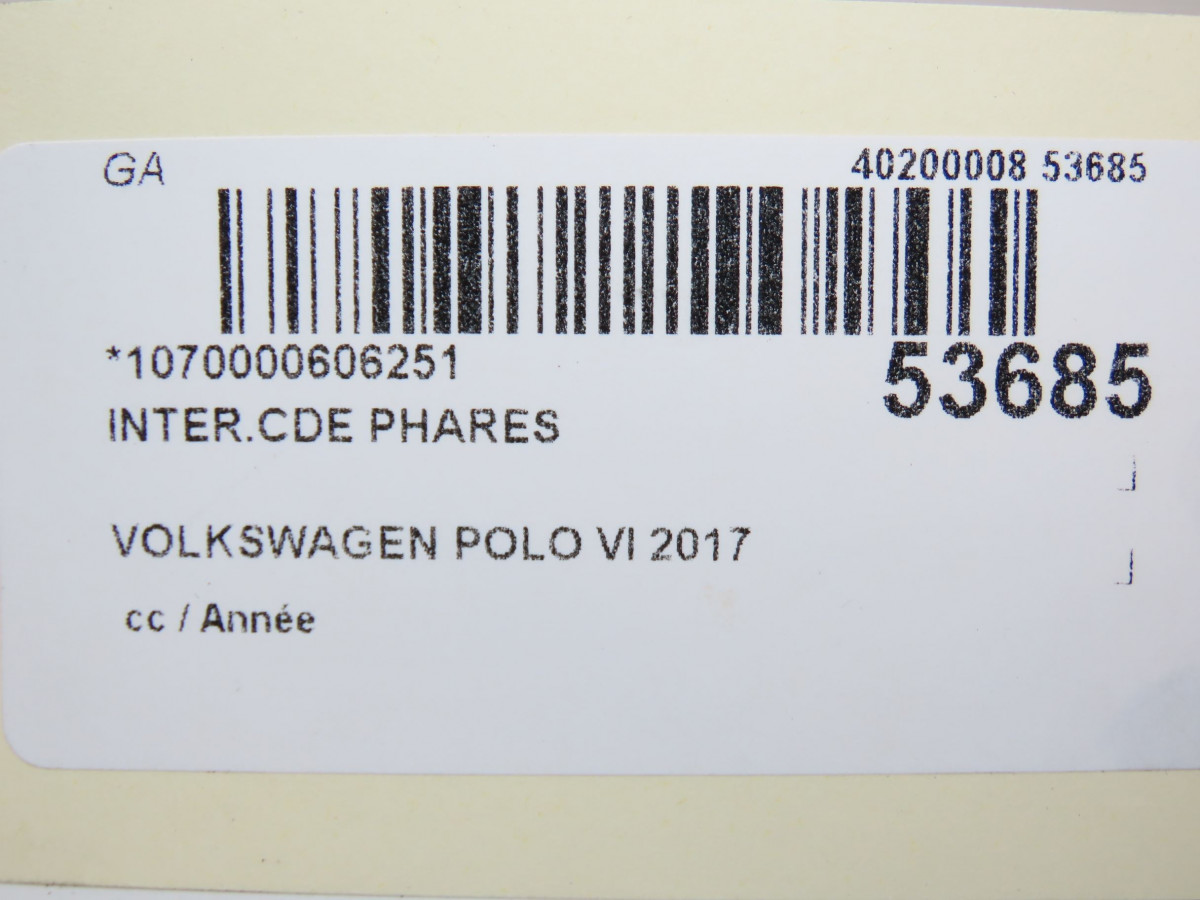 GA
40200008 53685
*1070000606251
53685
INTER.CDE PHARES
VOLKSWAGEN POLO VI 2017
cc / Année